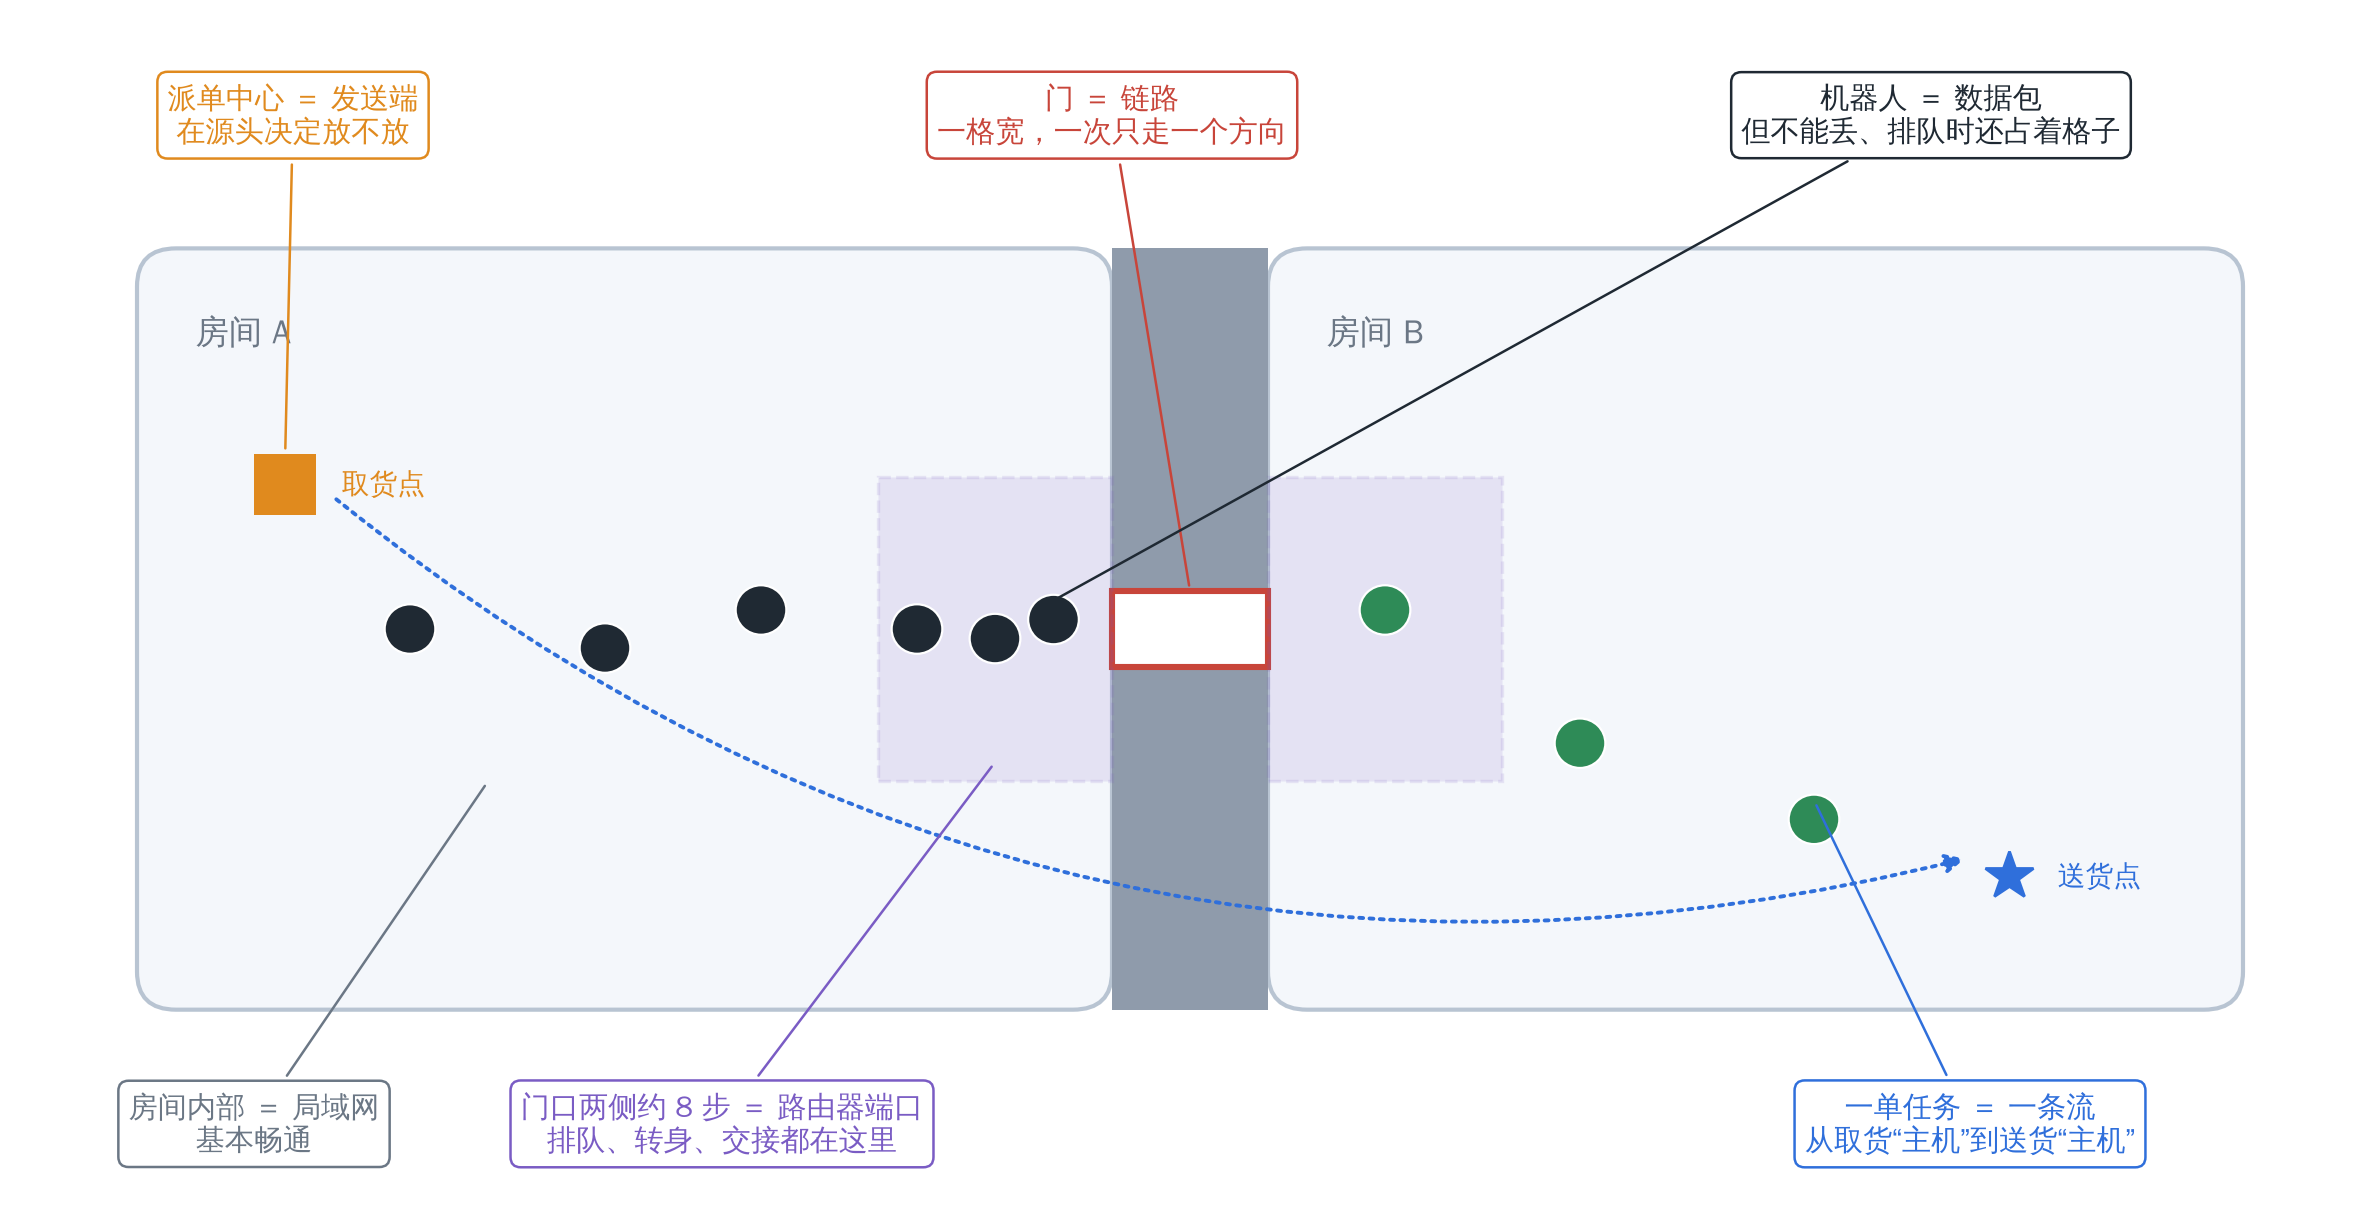 派单中心 = 发送端
在源头决定放不放
门 = 链路
一格宽，一次只走一个方向
机器人 = 数据包
但不能丢、排队时还占着格子
房间 A
房间 B
取货点
送货点
房间内部 = 局域网
基本畅通
门口两侧约 8 步 = 路由器端口
排队、转身、交接都在这里
一单任务 = 一条流
从取货“主机”到送货“主机”